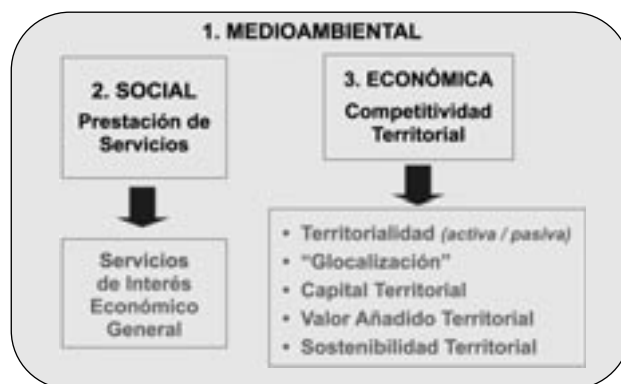 1. MEDIOAMBIENTAL
2. SOCIAL
Prestación de
Servicios
3. ECONÓMICA
Competitividad
Territorial
Servicios
de Interés
Económico
General
• Territorialidad (activa / pasiva)
• “Glocalización”
• Capital Territorial
• Valor Añadido Territorial
• Sostenibilidad Territorial